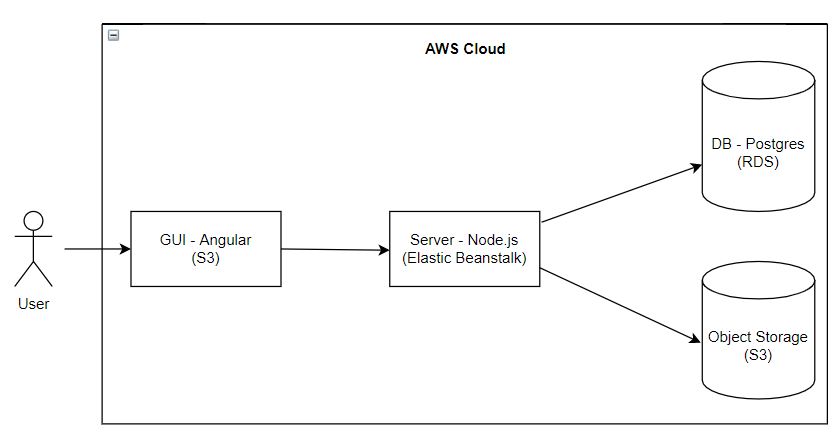 AWS Cloud
User
GUI - Angular
(S3)
Server - Node.js
(Elastic Beanstalk)
DB - Postgres
(RDS)
Object Storage
(S3)